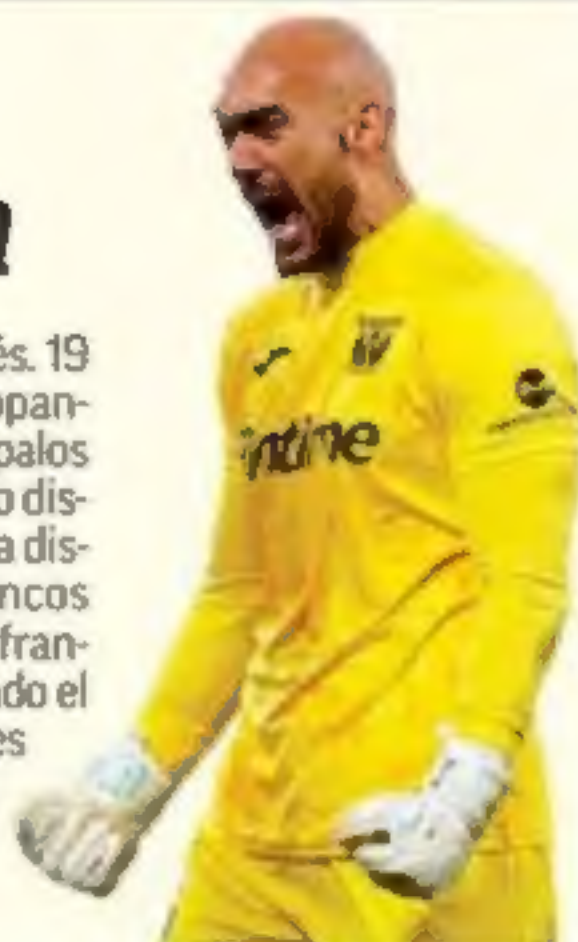 és. 19
opan-
palos
o dis-
a dis-
ncos
fran-
do el
es
intime